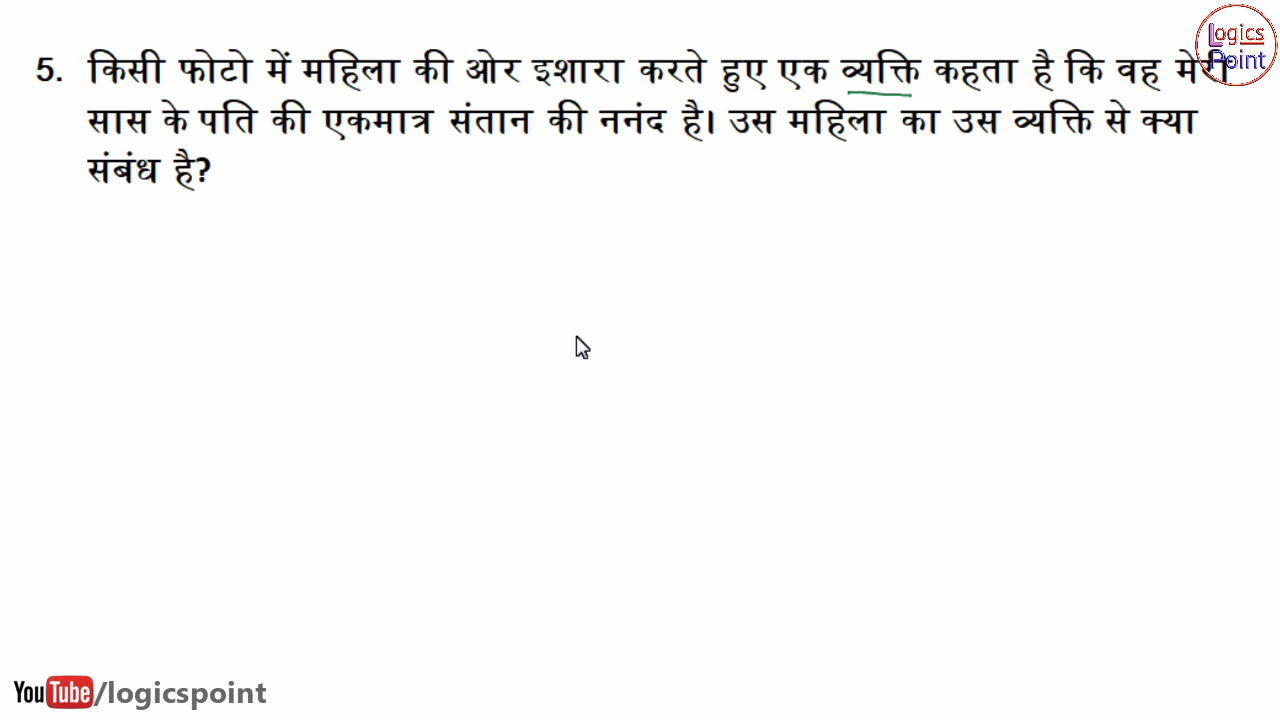 Logics
Point
5. किसी फोटो में महिला की ओर इशारा करते हुए एक व्यक्ति कहता है कि वह मेरी
सास के पति की एकमात्र संतान की ननंद है। उस महिला का उस व्यक्ति से क्या
संबंध है?
YouTube/logicspoint